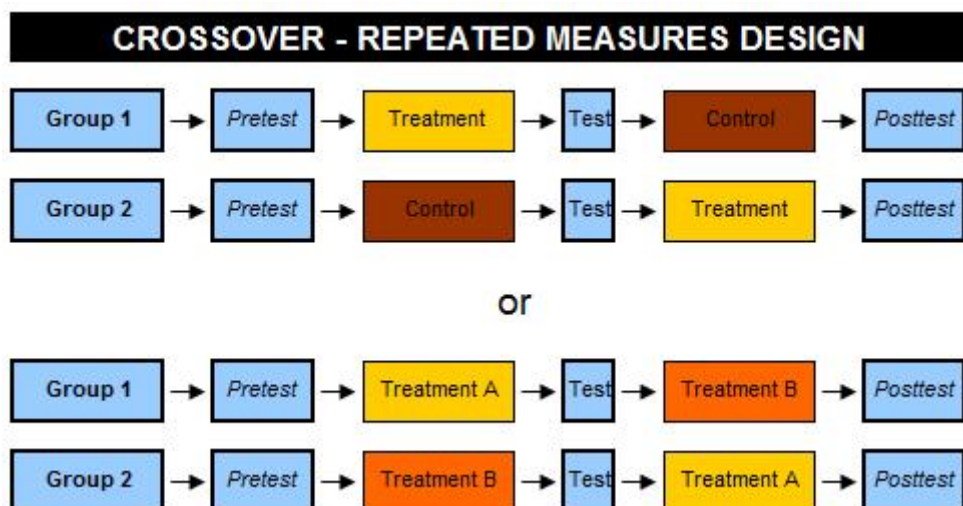 CROSSOVER - REPEATED MEASURES DESIGN
Group 1 Pretest Treatment Test Control Posttest
Group 2 Pretest Control Test Treatment Posttest
or
Group 1 Pretest Treatment A Test Treatment B Posttest
Group 2 Pretest Treatment B Test Treatment A Posttest